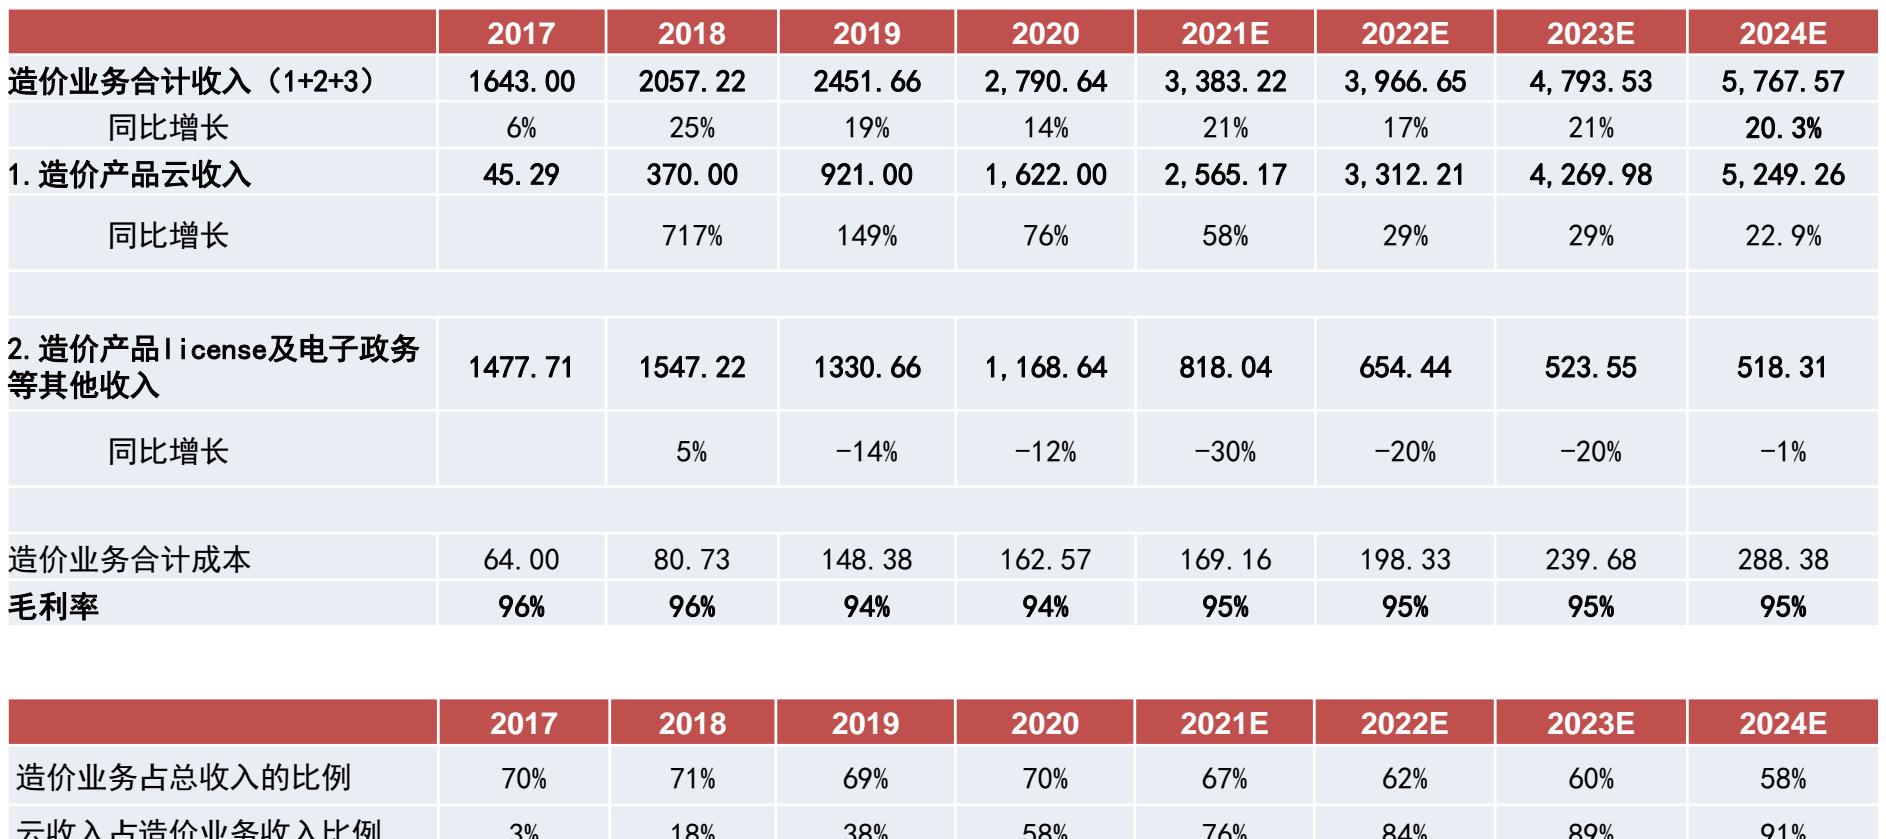 2017 2018 2019 2020 2021E 2022E 2023E 2024E
造价业务合计收入（1+2+3） 1643.00 2057.22 2451.66 2,790.64 3,383.22 3,966.65 4,793.53 5,767.57
同比增长 6% 25% 19% 14% 21% 17% 21% 20.3%
1.造价产品云收入 45.29 370.00 921.00 1,622.00 2,565.17 3,312.21 4,269.98 5,249.26
同比增长 717% 149% 76% 58% 29% 29% 22.9%
2.造价产品license及电子政务
等其他收入 1477.71 1547.22 1330.66 1,168.64 818.04 654.44 523.55 518.31
同比增长 5% -14% -12% -30% -20% -20% -1%
造价业务合计成本 64.00 80.73 148.38 162.57 169.16 198.33 239.68 288.38
毛利率 96% 96% 94% 94% 95% 95% 95% 95%
2017 2018 2019 2020 2021E 2022E 2023E 2024E
造价业务占总收入的比例 70% 71% 69% 70% 67% 62% 60% 58%
云收入占造价业务收入比例 3% 18% 38% 58% 76% 84% 89% 91%